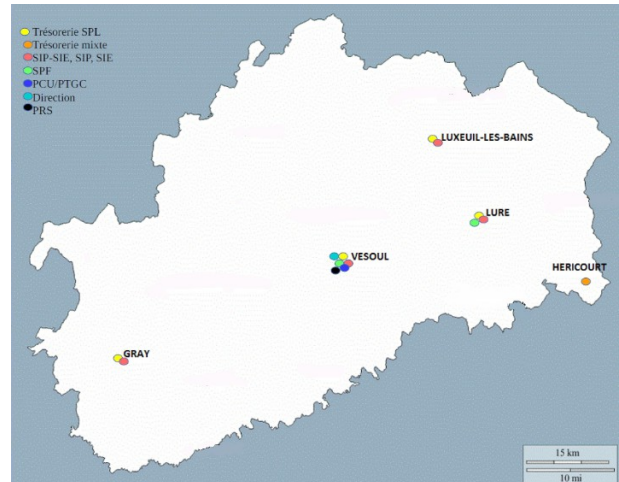 Trésorerie SPL
Trésorerie mixte
SIP-SIE, SIP, SIE
SPF
PCU/PTGC
Direction
PRS
LUXEUIL-LES-BAINS
LURE
VESOUL
HERICOURT
GRAY
15 km
10 mi